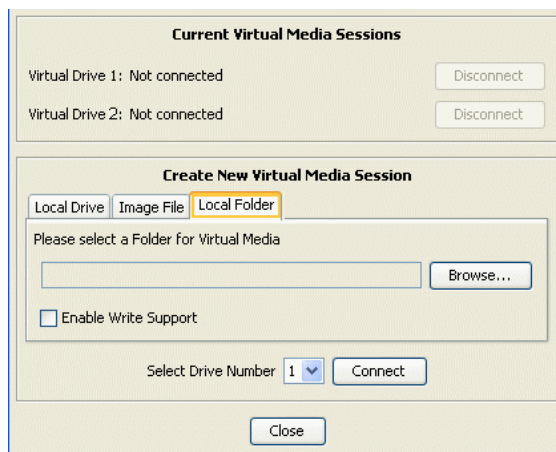 Current Virtual Media Sessions
Virtual Drive 1: Not connected Disconnect
Virtual Drive 2: Not connected Disconnect
Create New Virtual Media Session
Local Drive Image File Local Folder
Please select a Folder for Virtual Media
Browse...
Enable Write Support
Select Drive Number 1 Connect
Close